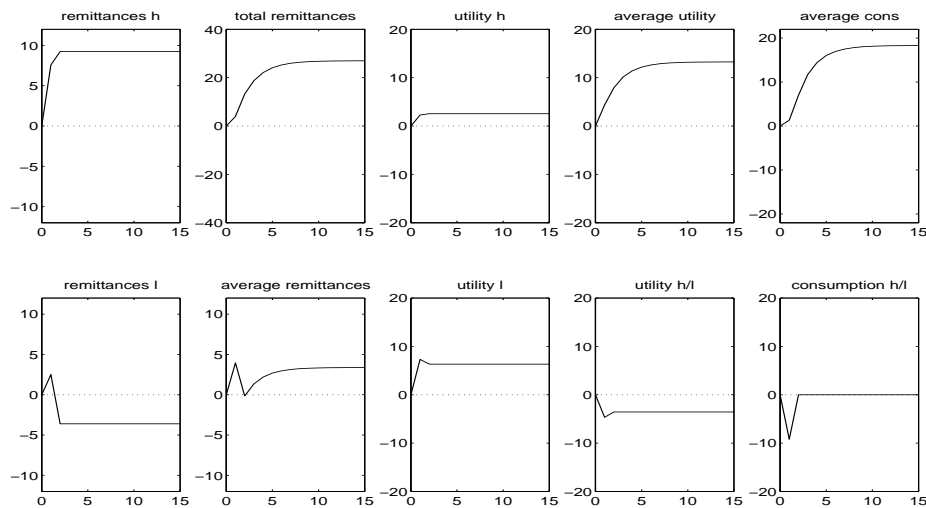 remittances h
total remittances
utility h
average utility
average cons
10
5
0
−5
−10
0 5 10 15
40
20
0
−20
−40
0 5 10 15
20
10
0
−10
−20
0 5 10 15
20
10
0
−10
−20
0 5 10 15
20
10
0
−10
−20
0 5 10 15
remittances l
average remittances
utility l
utility h/l
consumption h/l
10
5
0
−5
−10
0 5 10 15
10
5
0
−5
−10
0 5 10 15
20
10
0
−10
−20
0 5 10 15
20
10
0
−10
−20
0 5 10 15
20
10
0
−10
−20
0 5 10 15